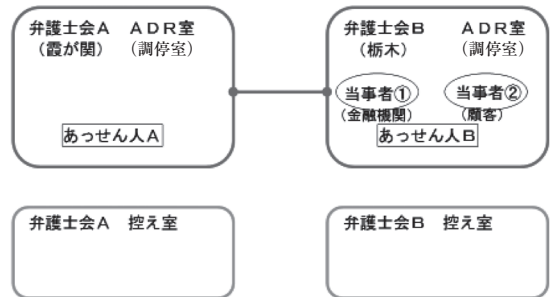 弁護士会A ADR室
(霞が関) (調停室)
あっせん人A
弁護士会B ADR室
(栃木) (調停室)
当事者① 当事者②
(金融機関) (顧客)
あっせん人B
弁護士会A 控え室
弁護士会B 控え室